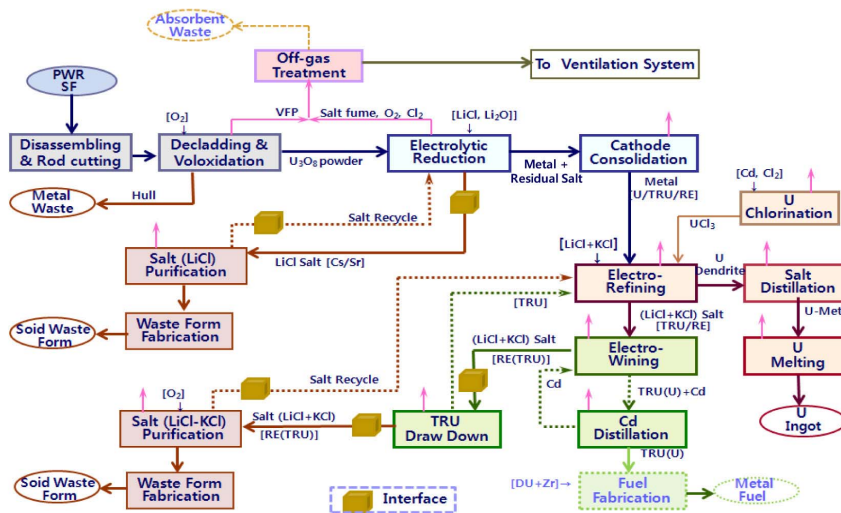 Absorbent
Waste
Off-gas
Treatment
To Ventilation System
PWR
SF
[O₂]
VFP
Salt fume, O₂, Cl₂
[LiCl, Li₂O]]
Disassembling
& Rod cutting
Decladding &
Voloxidation
U₃O₈ powder
Electrolytic
Reduction
Metal +
Residual Salt
Cathode
Consolidation
Metal
Waste
Hull
Salt Recycle
Metal
[U/TRU/RE]
[Cd, Cl₂]
U
Chlorination
UCl₃
Salt (LiCl)
Purification
LiCl Salt [Cs/Sr]
[LiCl+KCl]
Electro-
Refining
U
Dendrite
Salt
Distillation
[TRU]
(LiCl+KCl) Salt
[TRU/RE]
U-Met
Soid Waste
Form
Waste Form
Fabrication
(LiCl+KCl) Salt
[RE(TRU)]
Electro-
Wining
U
Melting
Salt Recycle
Cd
TRU(U)+Cd
[O₂]
Salt (LiCl-KCl)
Purification
Salt (LiCl+KCl)
[RE(TRU)]
TRU
Draw Down
Cd
Distillation
U
Ingot
TRU(U)
Soid Waste
Form
Waste Form
Fabrication
Interface
[DU+Zr]→
Fuel
Fabrication
Metal
Fuel